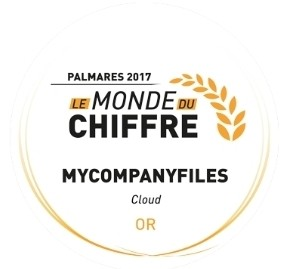 PALMARES 2017
LE MONDE DU
CHIFFRE
MYCOMPANYFILES
Cloud
OR